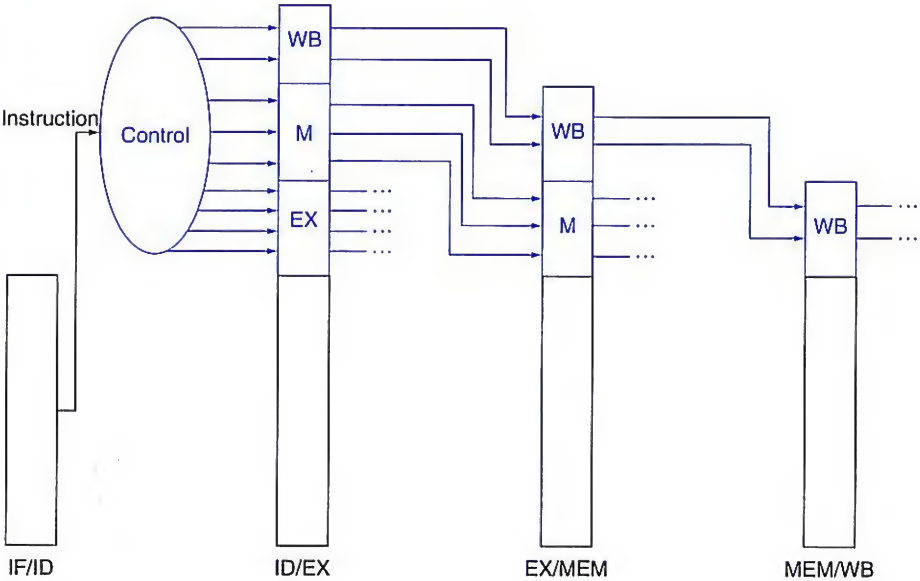 WB
Instruction
Control
M
WB
EX
...
...
...
...
M
...
...
...
WB
...
...
IF/ID
ID/EX
EX/MEM
MEM/WB